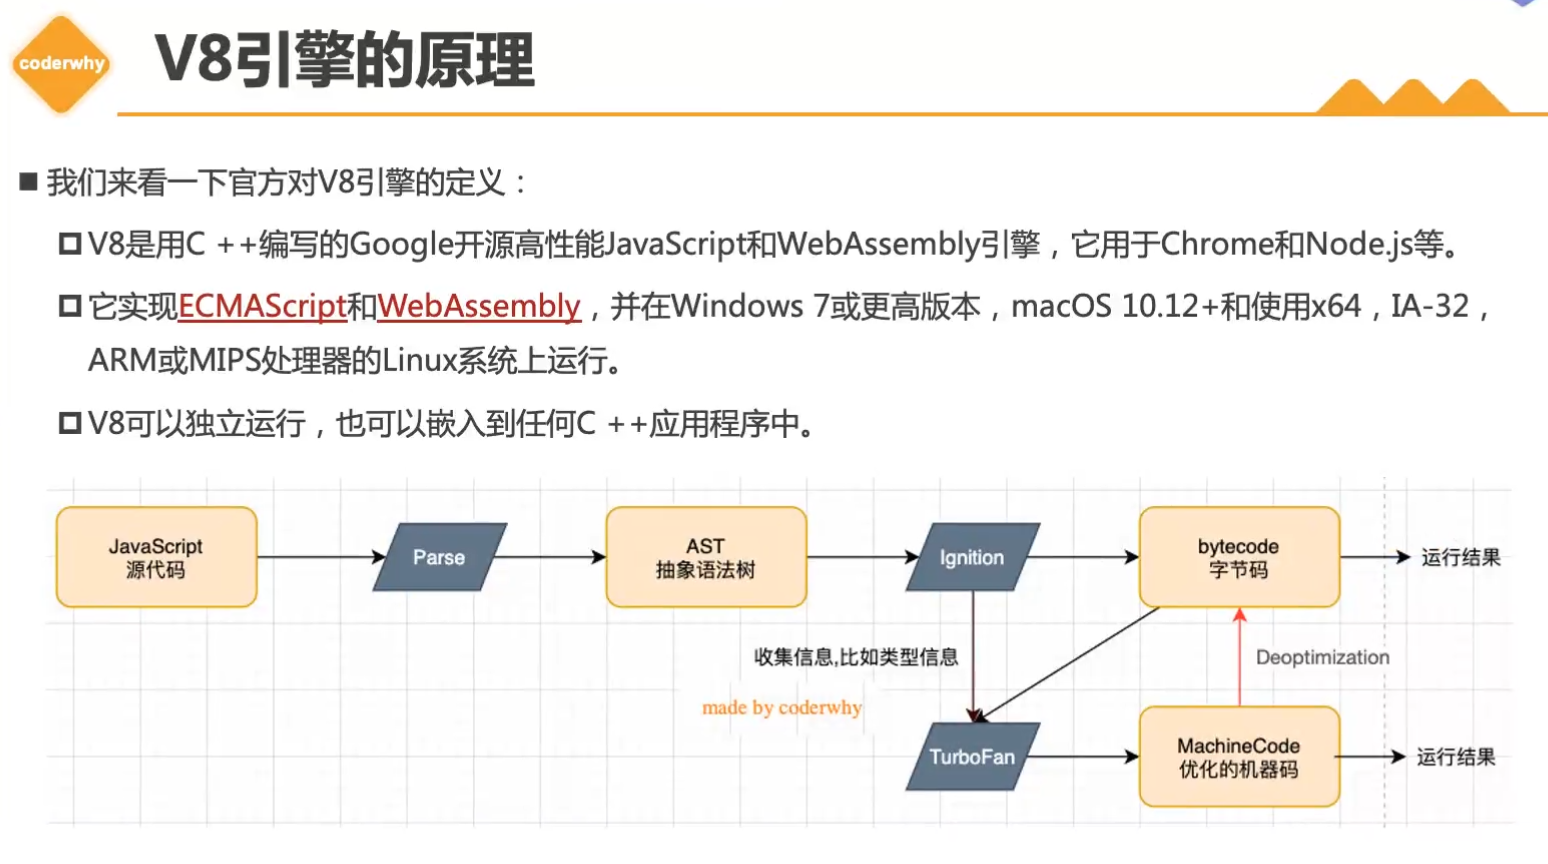 coderwhy
V8引擎的原理
我们来看一下官方对V8引擎的定义：
V8是用C ++编写的Google开源高性能JavaScript和WebAssembly引擎，它用于Chrome和Node.js等。
它实现ECMAScript和WebAssembly，并在Windows 7或更高版本，macOS 10.12+和使用x64，IA-32，
ARM或MIPS处理器的Linux系统上运行。
V8可以独立运行，也可以嵌入到任何C ++应用程序中。
JavaScript
源代码
Parse
AST
抽象语法树
Ignition
bytecode
字节码
运行结果
收集信息,比如类型信息
Deoptimization
made by coderwhy
TurboFan
MachineCode
优化的机器码
运行结果